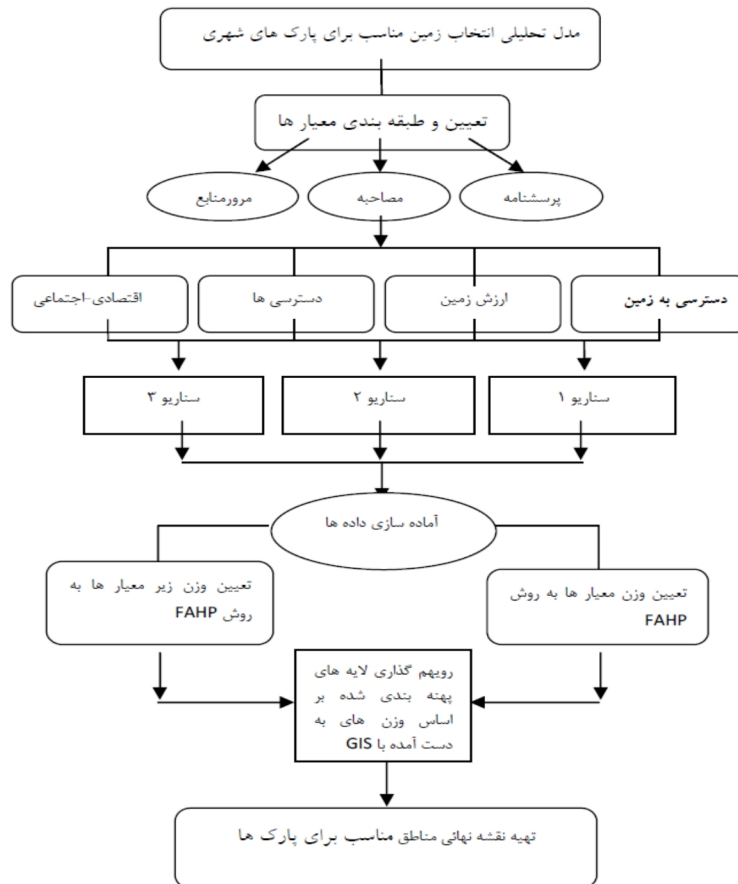 مدل تحلیلی انتخاب زمین مناسب برای پارک های شهری
تعیین و طبقه بندی معیار ها
پرسشنامه
مصاحبه
مرورمنابع
دسترسی به زمین
ارزش زمین
دسترسی ها
اقتصادی-اجتماعی
سناریو ۱
سناریو ۲
سناریو ۳
آماده سازی داده ها
تعیین وزن معیار ها به روش
FAHP
تعیین وزن زیر معیار ها به
روش FAHP
رویهم گذاری لایه های
پهنه بندی شده بر
اساس وزن های به
دست آمده با GIS
تهیه نقشه نهائی مناطق مناسب برای پارک ها